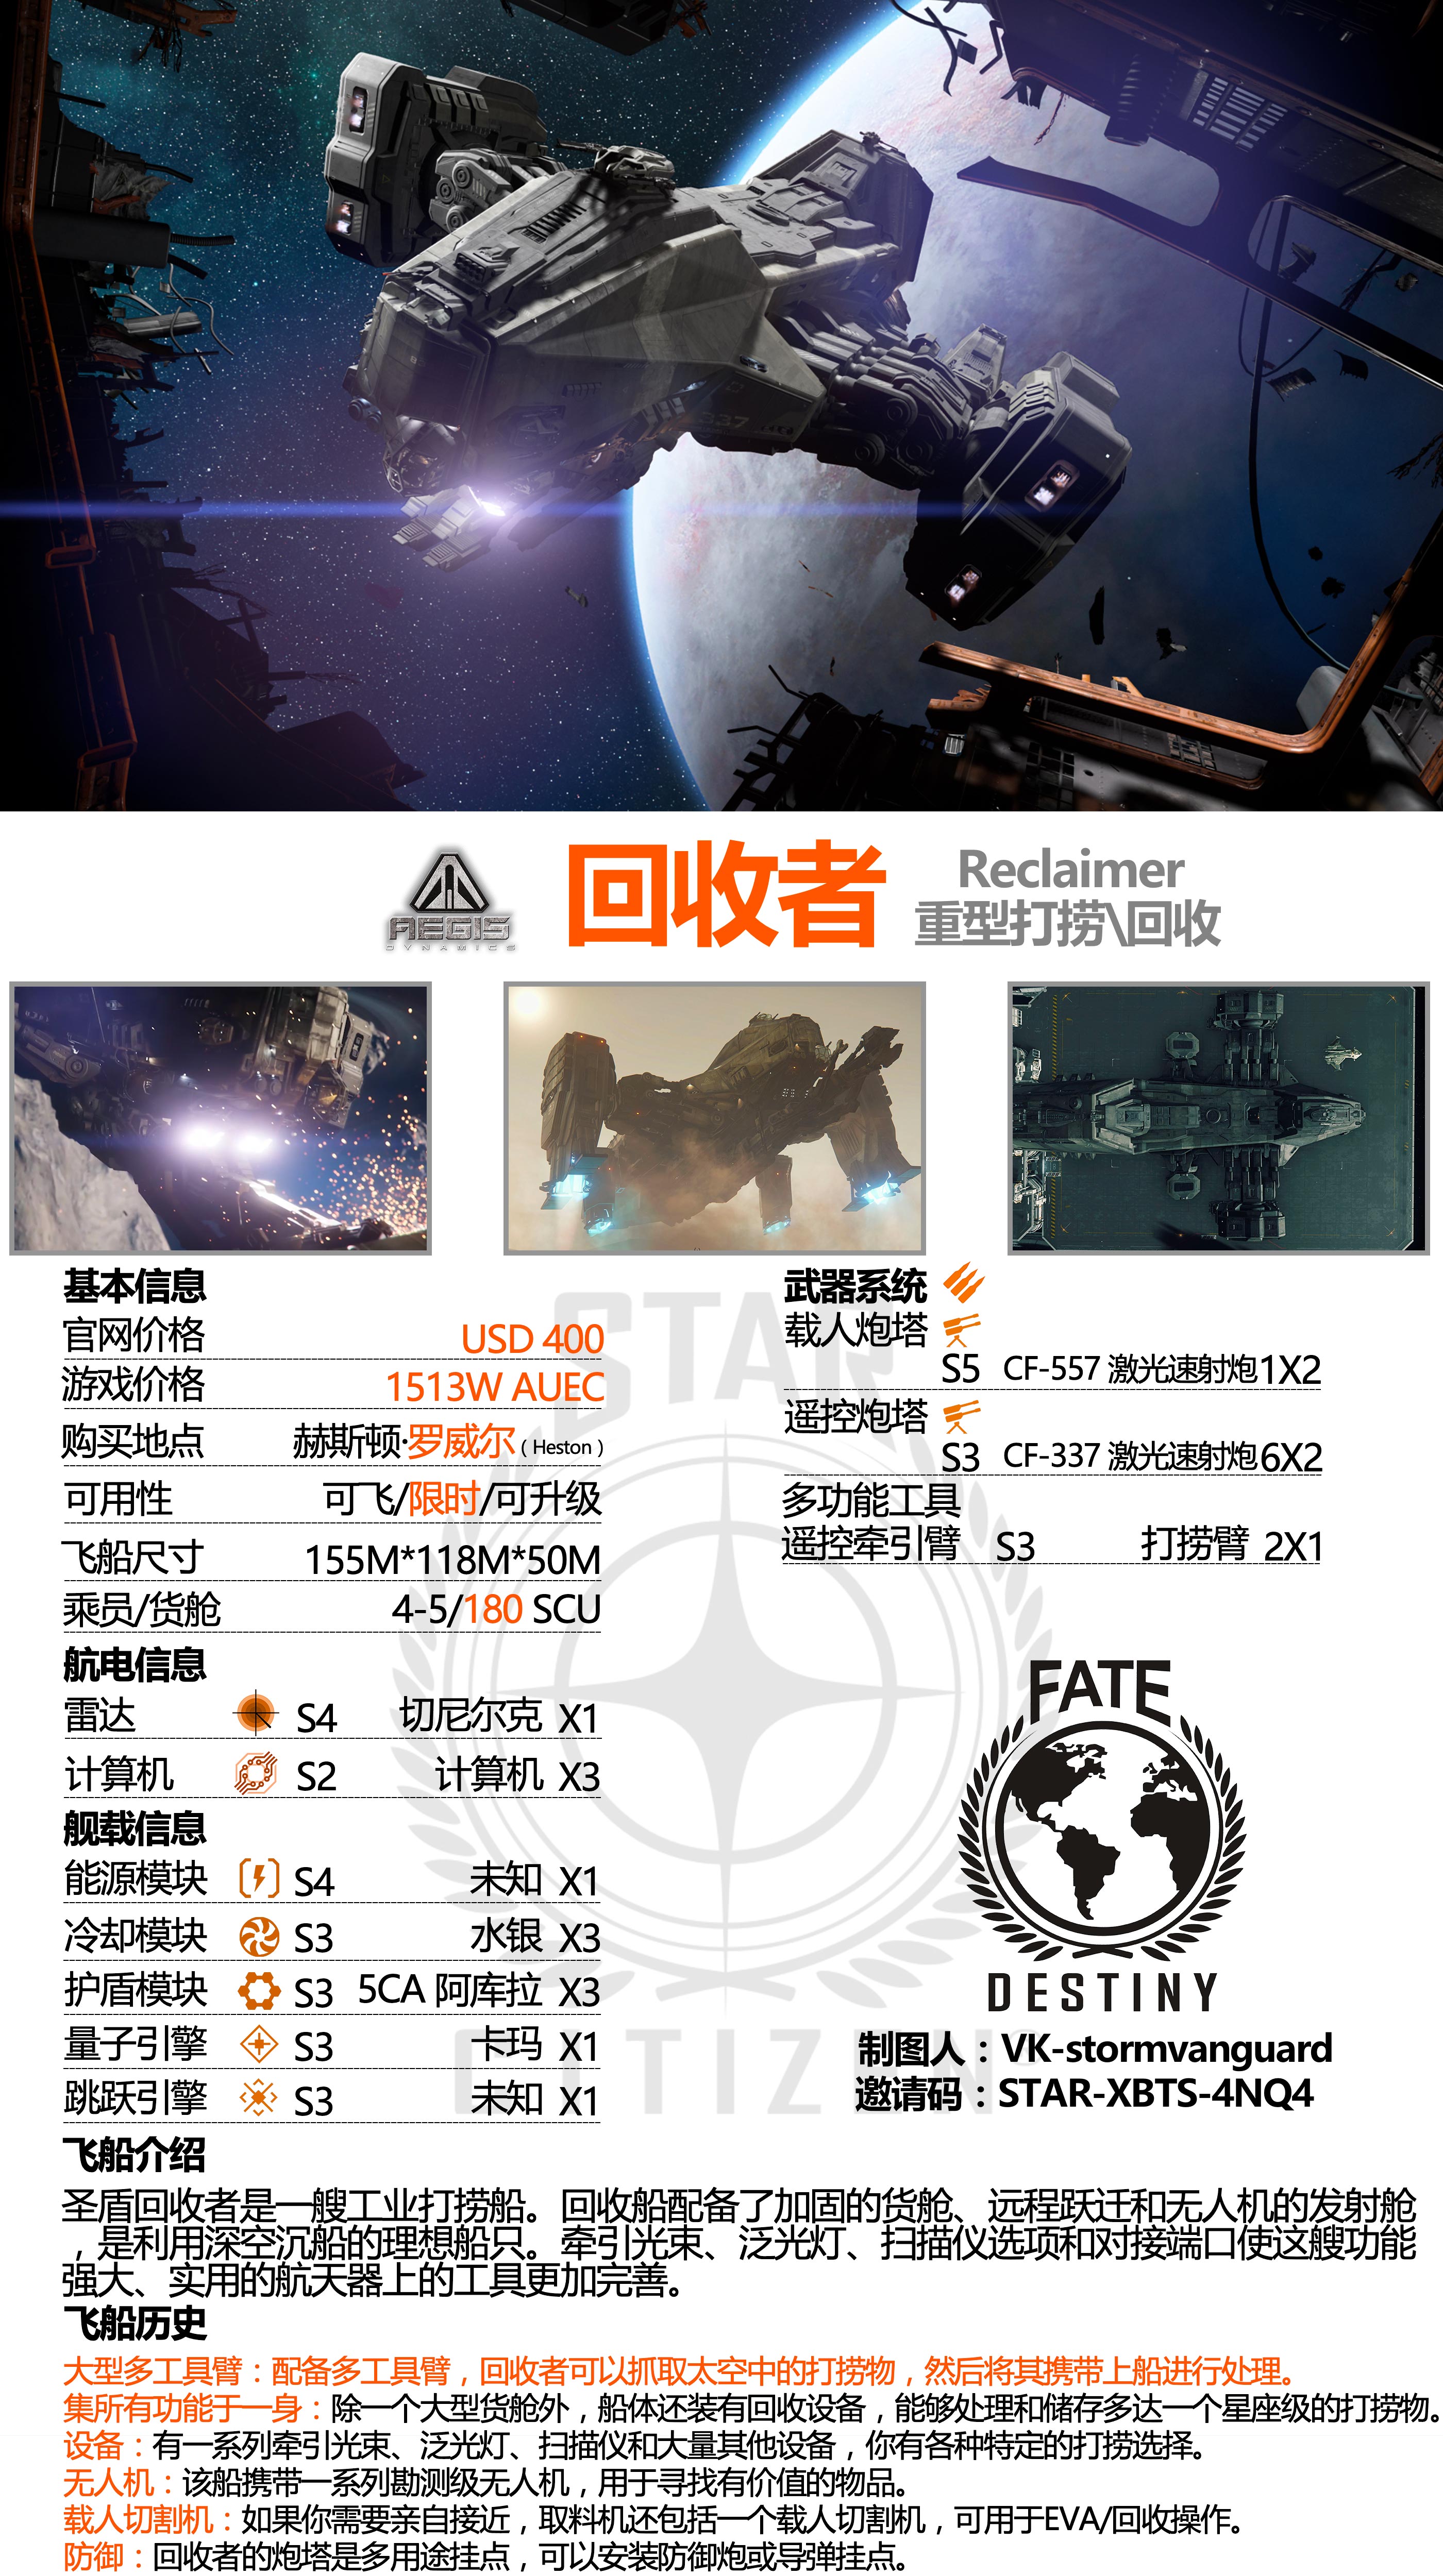 337
AEGIS
DYNAMICS
回收者
Reclaimer
重型打捞\回收
STAR
CITIZEN
基本信息
官网价格 USD 400
游戏价格 1513W AUEC
购买地点 赫斯顿·罗威尔（Heston）
可用性 可飞/限时/可升级
飞船尺寸 155M*118M*50M
乘员/货舱 4-5/180 SCU
航电信息
雷达 S4 切尼尔克 X1
计算机 S2 计算机 X3
舰载信息
能源模块 S4 未知 X1
冷却模块 S3 水银 X3
护盾模块 S3 5CA 阿库拉 X3
量子引擎 S3 卡玛 X1
跳跃引擎 S3 未知 X1
武器系统
载人炮塔
S5 CF-557 激光速射炮1X2
遥控炮塔
S3 CF-337 激光速射炮6X2
多功能工具
遥控牵引臂 S3 打捞臂 2X1
FATE
DESTINY
制图人：VK-stormvanguard
邀请码：STAR-XBTS-4NQ4
飞船介绍
圣盾回收者是一艘工业打捞船。回收船配备了加固的货舱、远程跃迁和无人机的发射舱
，是利用深空沉船的理想船只。牵引光束、泛光灯、扫描仪选项和对接端口使这艘功能
强大、实用的航天器上的工具更加完善。
飞船历史
大型多工具臂：配备多工具臂，回收者可以抓取太空中的打捞物，然后将其携带上船进行处理。
集所有功能于一身：除一个大型货舱外，船体还装有回收设备，能够处理和储存多达一个星座级的打捞物。
设备：有一系列牵引光束、泛光灯、扫描仪和大量其他设备，你有各种特定的打捞选择。
无人机：该船携带一系列勘测级无人机，用于寻找有价值的物品。
载人切割机：如果你需要亲自接近，取料机还包括一个载人切割机，可用于EVA/回收操作。
防御：回收者的炮塔是多用途挂点，可以安装防御炮或导弹挂点。